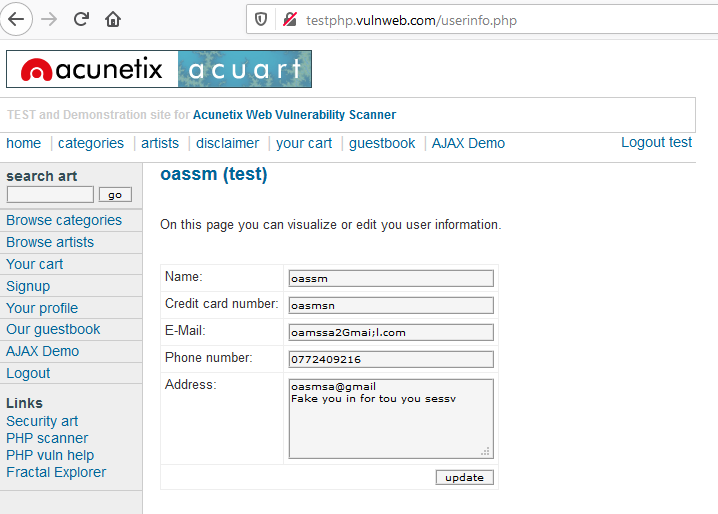 testphp.vulnweb.com/userinfo.php
acunetix acuart
TEST and Demonstration site for Acunetix Web Vulnerability Scanner
home | categories | artists | disclaimer | your cart | guestbook | AJAX Demo
Logout test
search art
go
Browse categories
Browse artists
Your cart
Signup
Your profile
Our guestbook
AJAX Demo
Logout
Links
Security art
PHP scanner
PHP vuln help
Fractal Explorer
oassm (test)
On this page you can visualize or edit you user information.
Name: oassm
Credit card number: oasmsn
E-Mail: oamssa2Gmai;l.com
Phone number: 0772409216
Address: oasmsa@gmail
Fake you in for tou you sessv
update